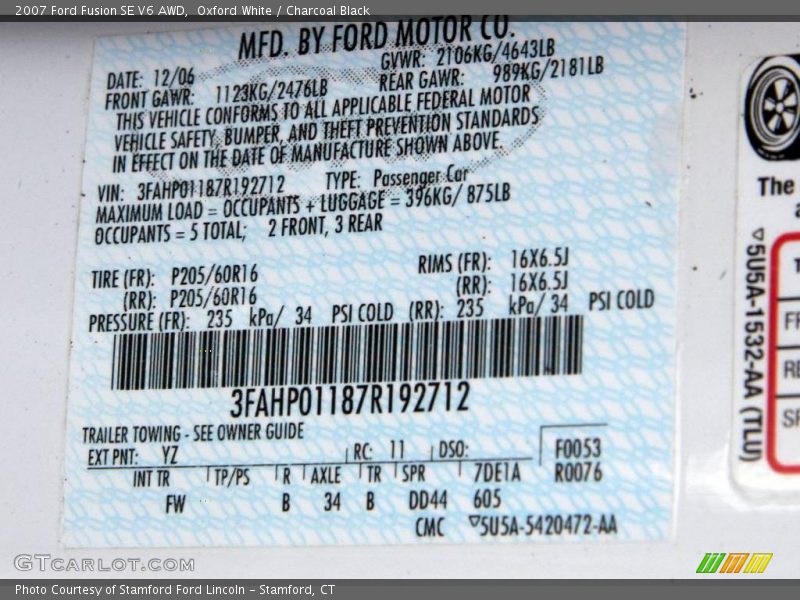 2007 Ford Fusion SE V6 AWD, Oxford White / Charcoal Black
MFD. BY FORD MOTOR CO.
DATE: 12/06 GVWR: 2106KG/4643LB
FRONT GAWR: 1123KG/2476LB REAR GAWR: 989KG/2181LB
THIS VEHICLE CONFORMS TO ALL APPLICABLE FEDERAL MOTOR
VEHICLE SAFETY, BUMPER, AND THEFT PREVENTION STANDARDS
IN EFFECT ON THE DATE OF MANUFACTURE SHOWN ABOVE.
VIN: 3FAHP01187R192712 TYPE: Passenger Car
MAXIMUM LOAD = OCCUPANTS + LUGGAGE = 396KG/ 875LB
OCCUPANTS = 5 TOTAL; 2 FRONT, 3 REAR
TIRE (FR): P205/60R16 RIMS (FR): 16X6.5J
(RR): P205/60R16 (RR): 16X6.5J
PRESSURE (FR): 235 kPa/ 34 PSI COLD (RR): 235 kPa/ 34 PSI COLD
3FAHP01187R192712
TRAILER TOWING - SEE OWNER GUIDE
EXT PNT: YZ RC: 11 DSO: F0053
INT TR TP/PS R AXLE TR SPR 7DE1A R0076
FW B 34 B DD44 605
CMC ▽5U5A-5420472-AA
The
▽5U5A-1532-AA (TLU)
GTCARLOT.COM
Photo Courtesy of Stamford Ford Lincoln - Stamford, CT